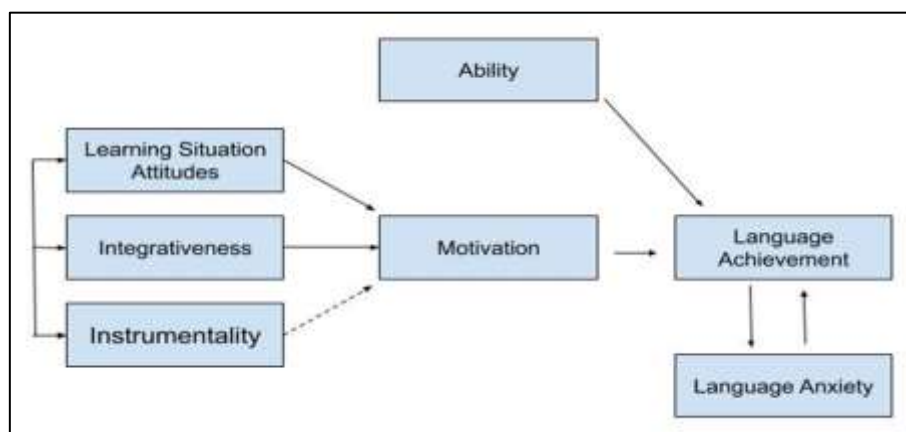 Ability
Learning Situation
Attitudes
Integrativeness
Motivation
Language
Achievement
Instrumentality
Language Anxiety